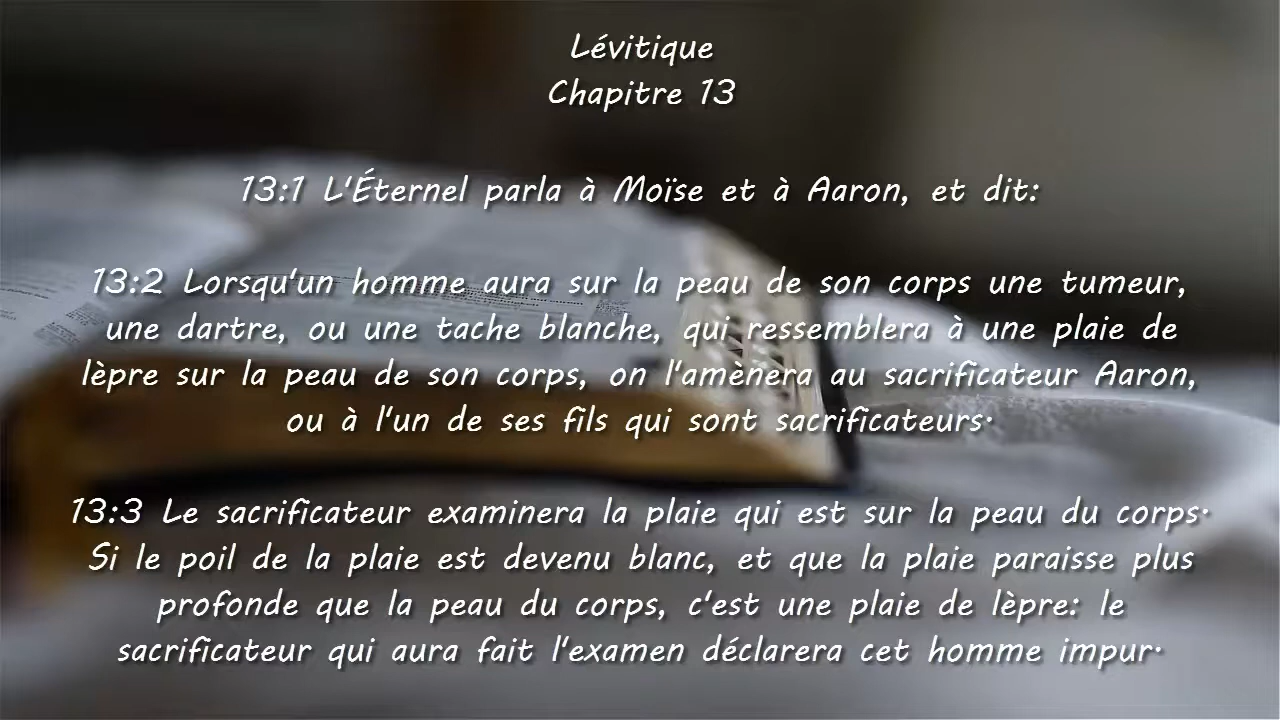 Lévitique
Chapitre 13
13:1 L'Éternel parla à Moïse et à Aaron, et dit:
13:2 Lorsqu'un homme aura sur la peau de son corps une tumeur,
une dartre, ou une tache blanche, qui ressemblera à une plaie de
lèpre sur la peau de son corps, on l'amènera au sacrificateur Aaron,
ou à l'un de ses fils qui sont sacrificateurs.
13:3 Le sacrificateur examinera la plaie qui est sur la peau du corps.
Si le poil de la plaie est devenu blanc, et que la plaie paraisse plus
profonde que la peau du corps, c'est une plaie de lèpre: le
sacrificateur qui aura fait l'examen déclarera cet homme impur.